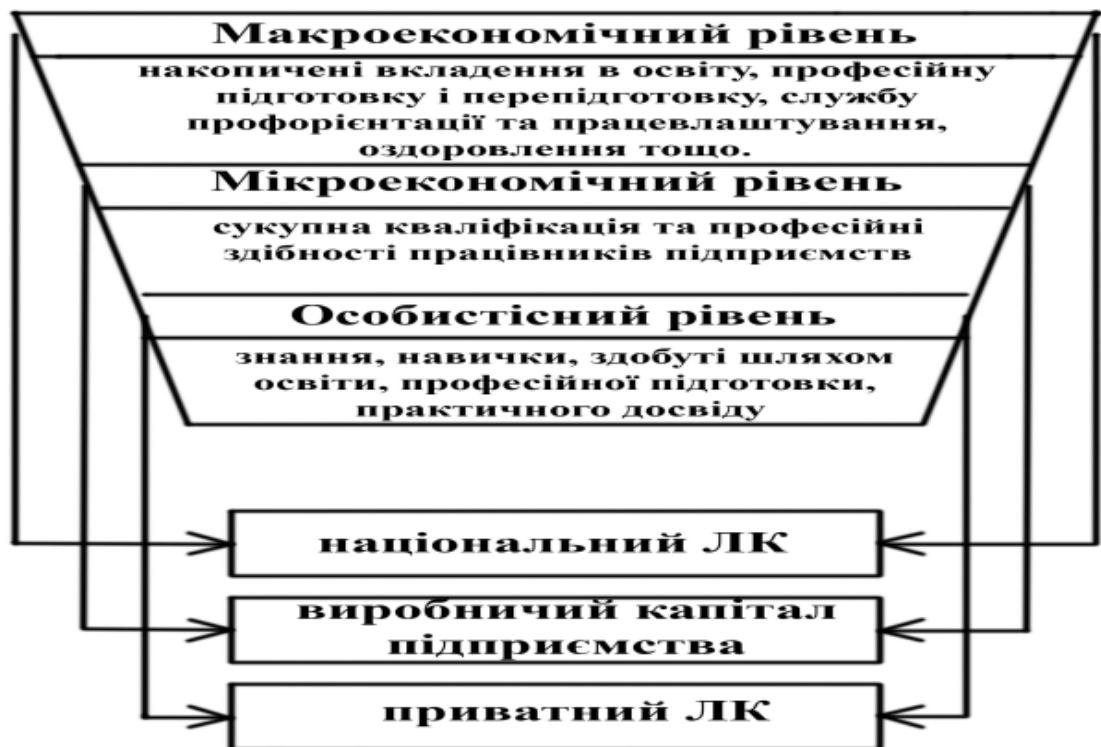 Макроекономічний рівень
накопичені вкладення в освіту, професійну
підготовку і перепідготовку, службу
профорієнтації та працевлаштування,
оздоровлення тощо.
Мікроекономічний рівень
сукупна кваліфікація та професійні
здібності працівників підприємств
Особистісний рівень
знання, навички, здобуті шляхом
освіти, професійної підготовки,
практичного досвіду
національний ЛК
виробничий капітал
підприємства
приватний ЛК